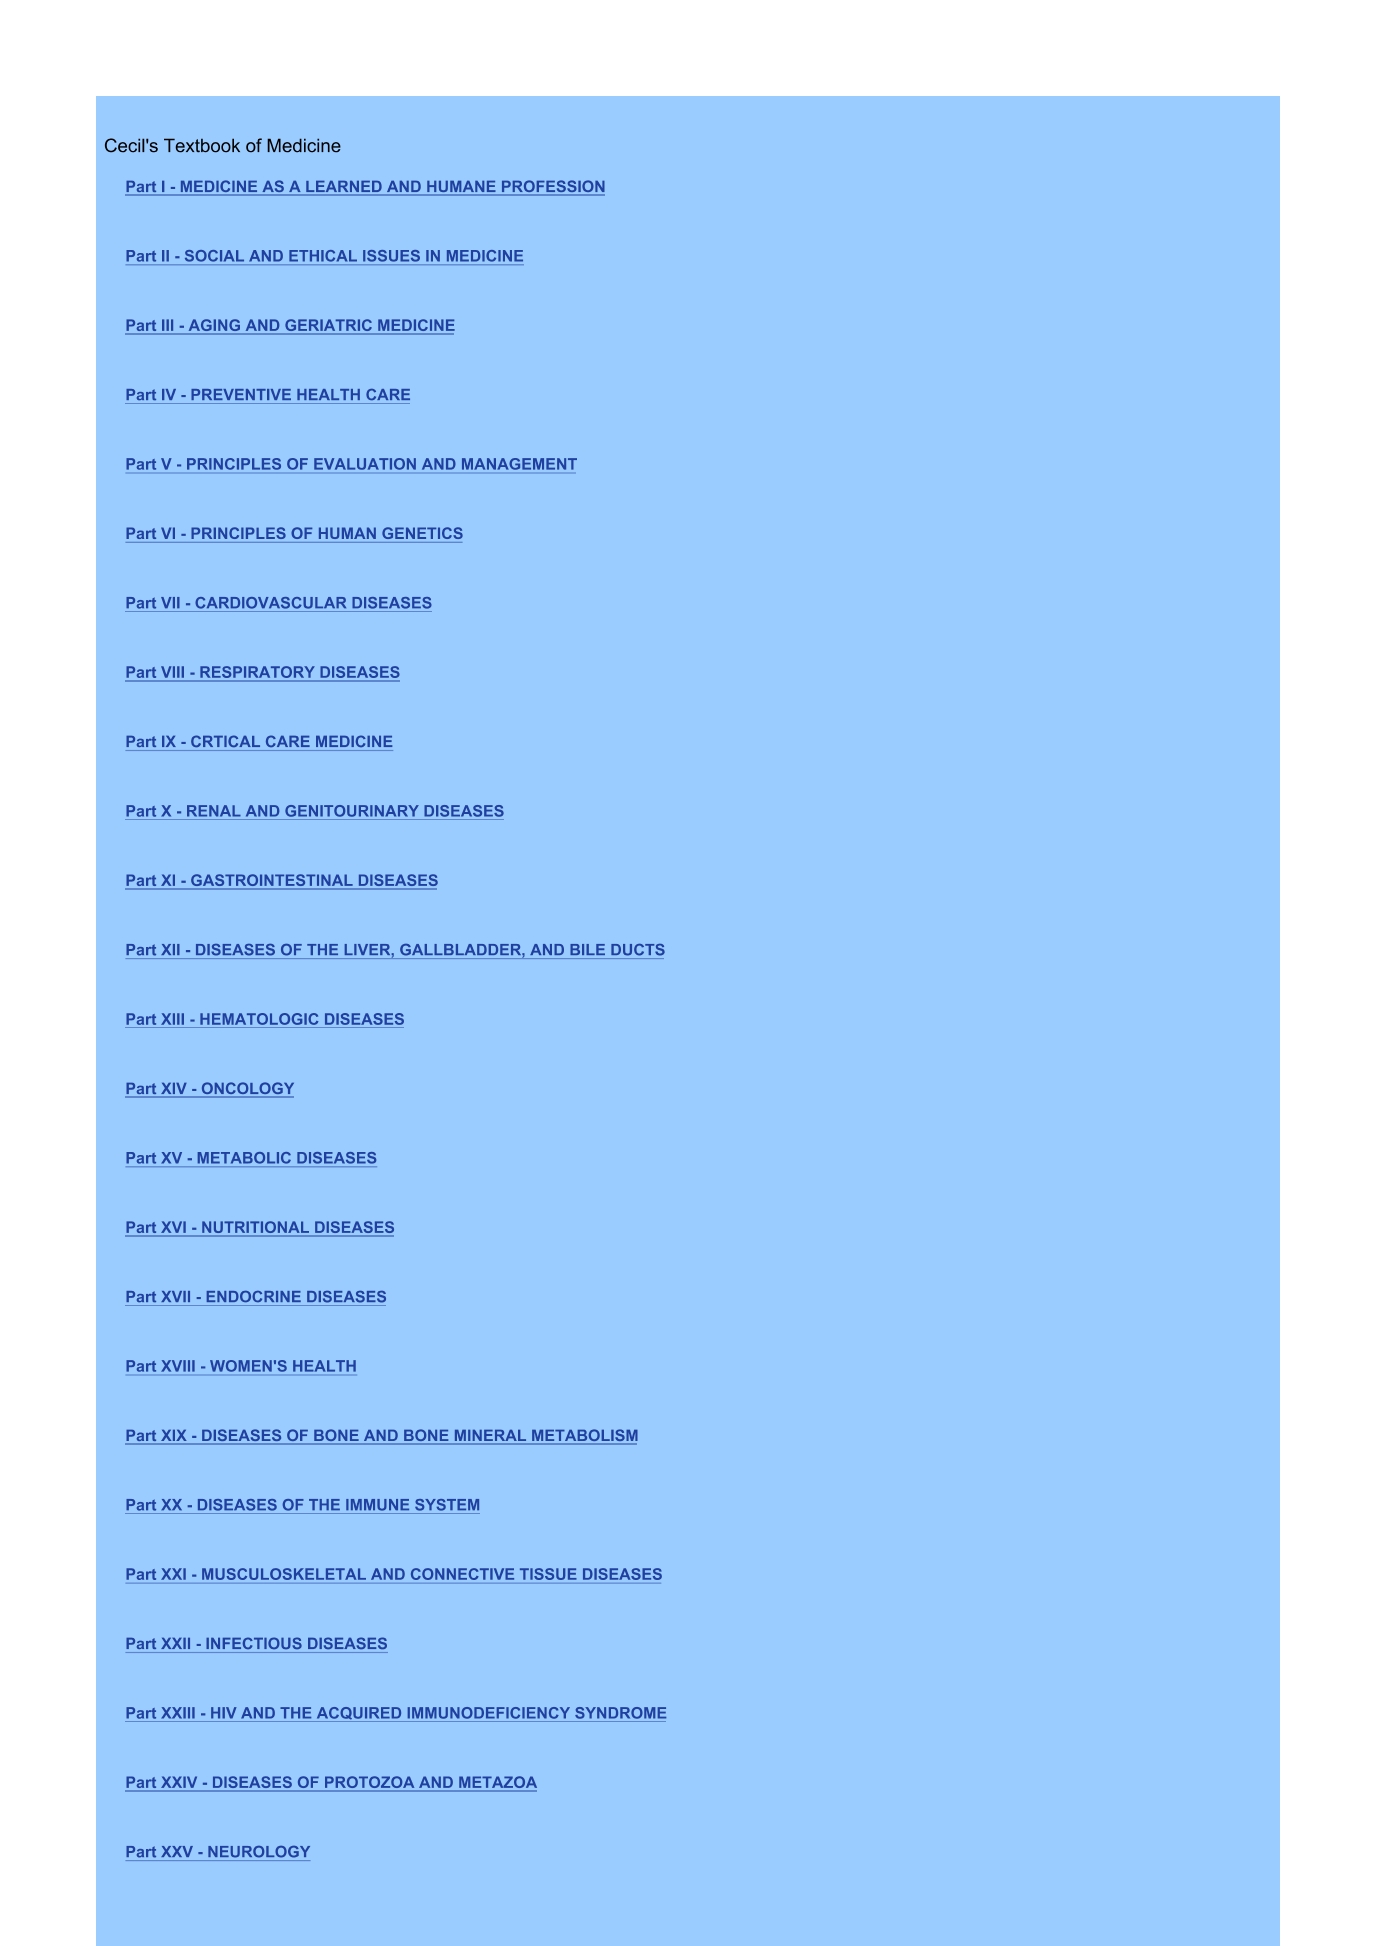 Cecil's Textbook of Medicine
Part I - MEDICINE AS A LEARNED AND HUMANE PROFESSION
Part II - SOCIAL AND ETHICAL ISSUES IN MEDICINE
Part III - AGING AND GERIATRIC MEDICINE
Part IV - PREVENTIVE HEALTH CARE
Part V - PRINCIPLES OF EVALUATION AND MANAGEMENT
Part VI - PRINCIPLES OF HUMAN GENETICS
Part VII - CARDIOVASCULAR DISEASES
Part VIII - RESPIRATORY DISEASES
Part IX - CRTICAL CARE MEDICINE
Part X - RENAL AND GENITOURINARY DISEASES
Part XI - GASTROINTESTINAL DISEASES
Part XII - DISEASES OF THE LIVER, GALLBLADDER, AND BILE DUCTS
Part XIII - HEMATOLOGIC DISEASES
Part XIV - ONCOLOGY
Part XV - METABOLIC DISEASES
Part XVI - NUTRITIONAL DISEASES
Part XVII - ENDOCRINE DISEASES
Part XVIII - WOMEN'S HEALTH
Part XIX - DISEASES OF BONE AND BONE MINERAL METABOLISM
Part XX - DISEASES OF THE IMMUNE SYSTEM
Part XXI - MUSCULOSKELETAL AND CONNECTIVE TISSUE DISEASES
Part XXII - INFECTIOUS DISEASES
Part XXIII - HIV AND THE ACQUIRED IMMUNODEFICIENCY SYNDROME
Part XXIV - DISEASES OF PROTOZOA AND METAZOA
Part XXV - NEUROLOGY